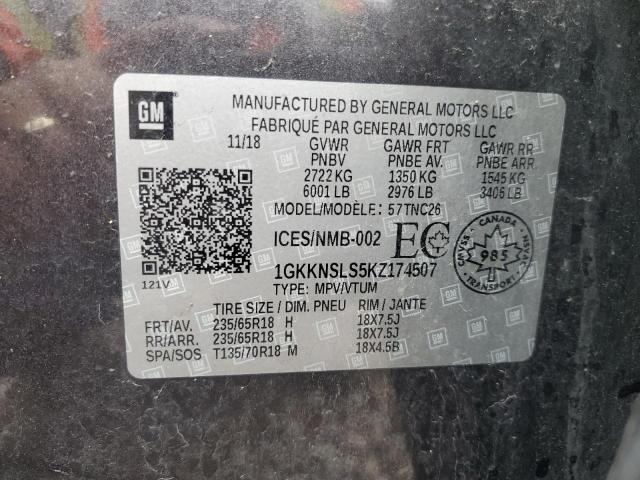 GM
MANUFACTURED BY GENERAL MOTORS LLC
FABRIQUÉ PAR GENERAL MOTORS LLC
11/18 GVWR GAWR FRT GAWR RR
PNBV PNBE AV. PNBE ARR.
2722 KG 1350 KG 1545 KG
6001 LB 2976 LB 3406 LB
MODEL/MODÈLE: 57TNC26
ICES/NMB-002 EC
CANADA
CMVSS NSVAC
985
TRANSPORT
1GKKNSLS5KZ174507
121V TYPE: MPV/VTUM
TIRE SIZE / DIM. PNEU RIM / JANTE
FRT/AV. 235/65R18 H 18X7.5J
RR/ARR. 235/65R18 H 18X7.5J
SPA/SOS T135/70R18 M 18X4.5B